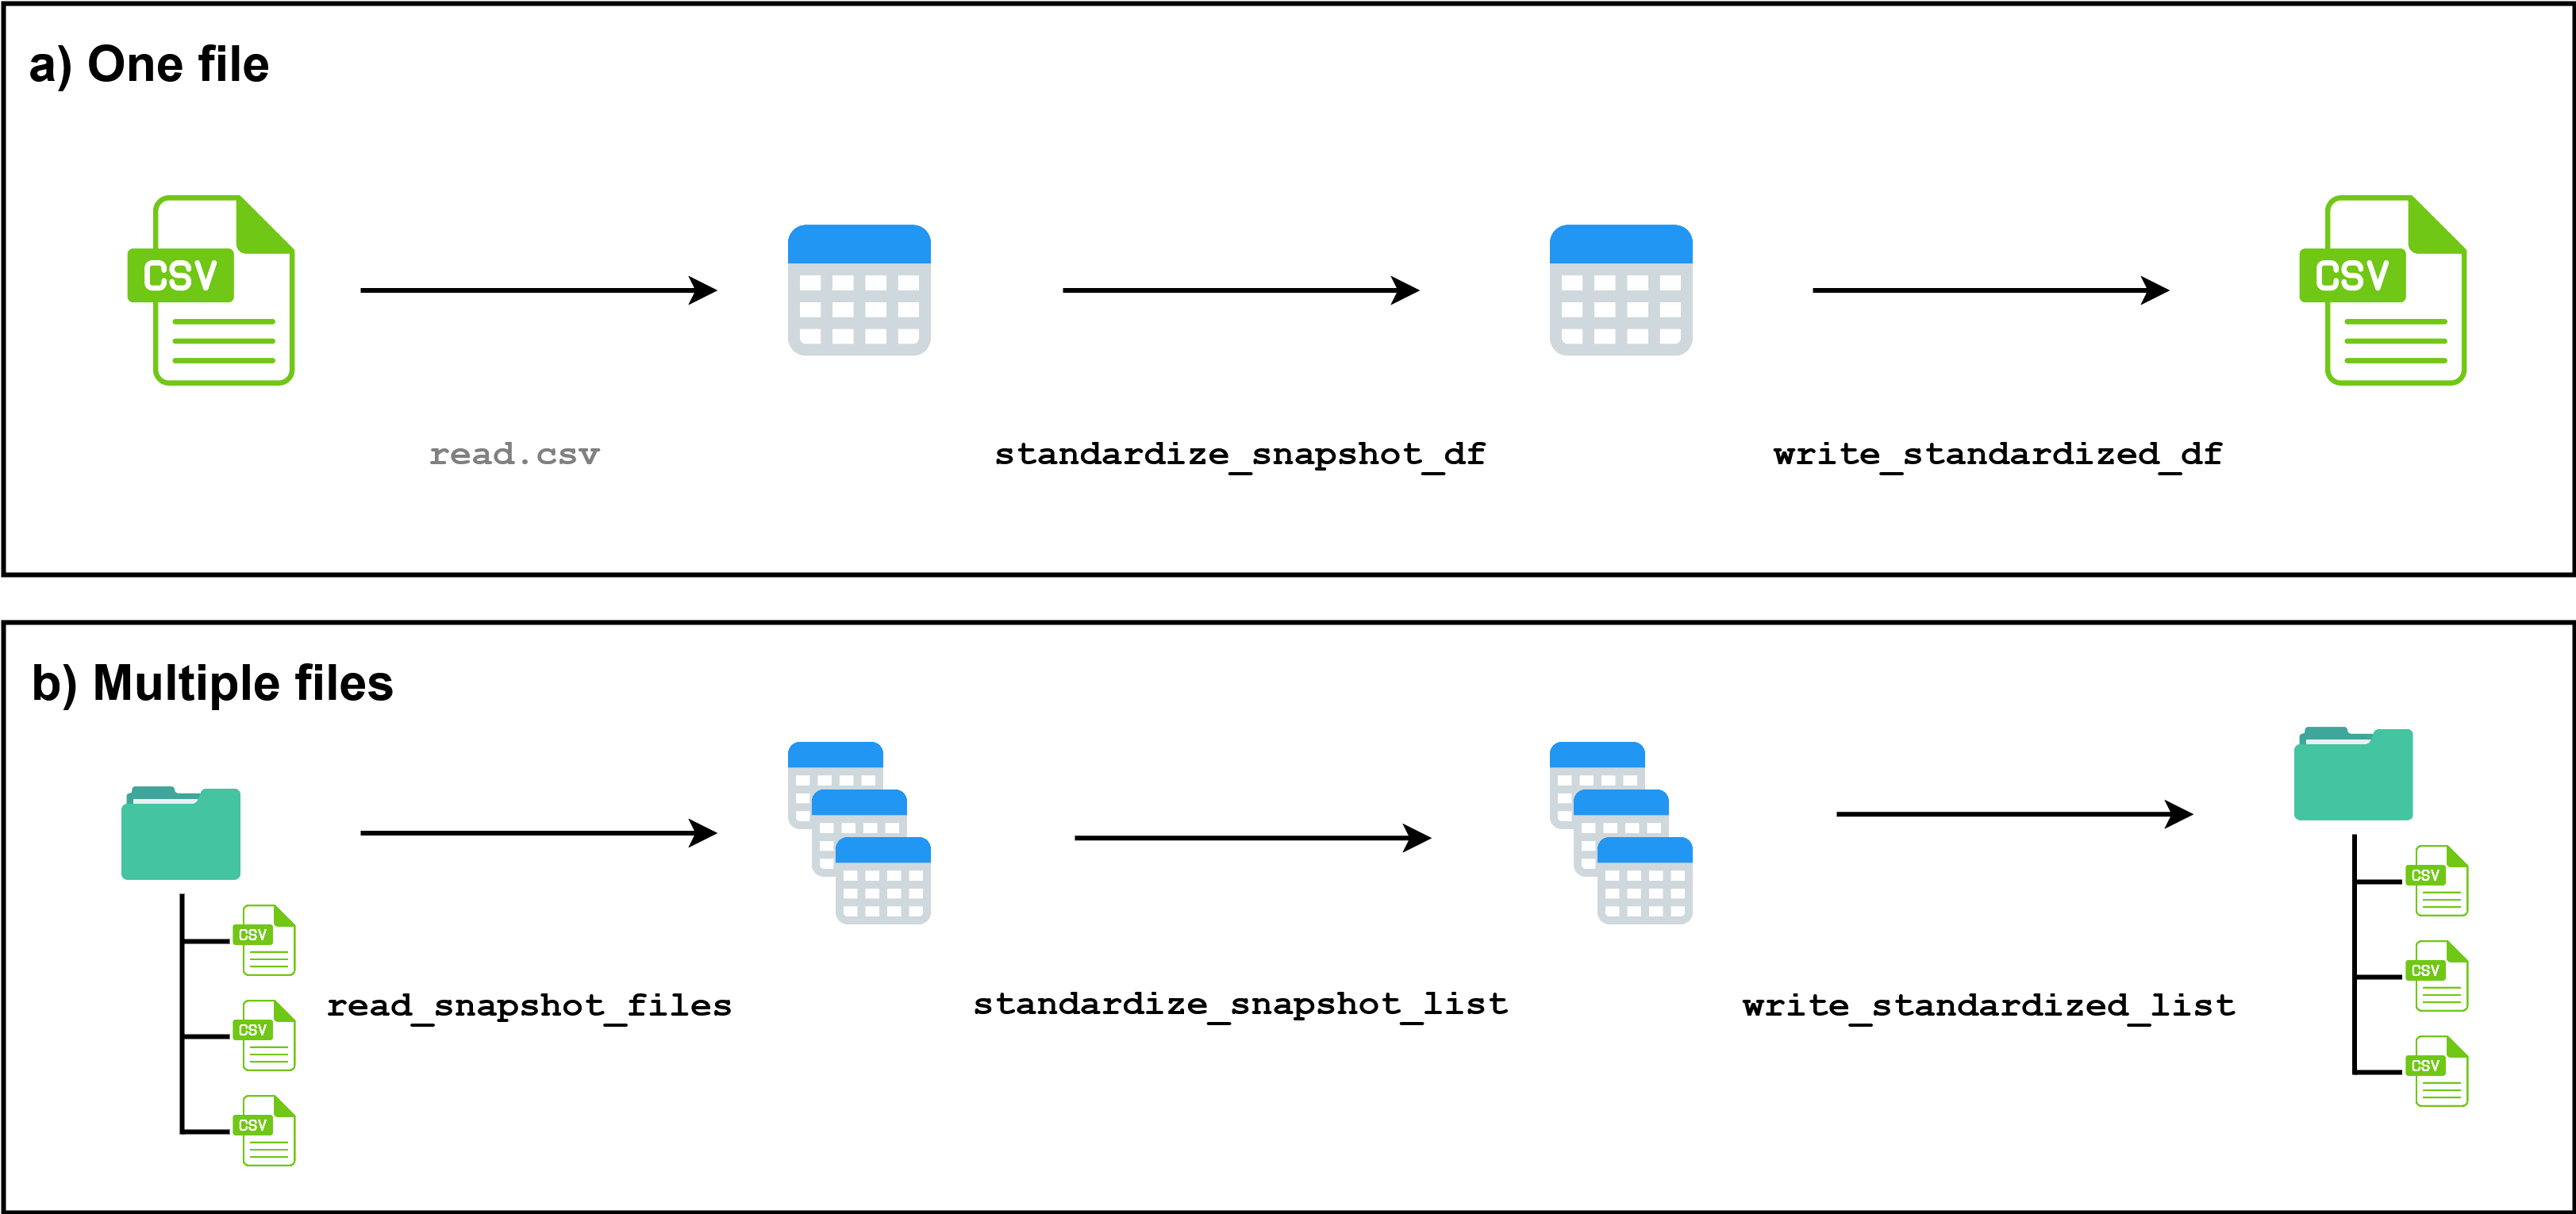 a) One file
CSV
CSV
read.csv
standardize_snapshot_df
write_standardized_df
b) Multiple files
CSV
CSV
CSV
CSV
CSV
CSV
read_snapshot_files
standardize_snapshot_list
write_standardized_list